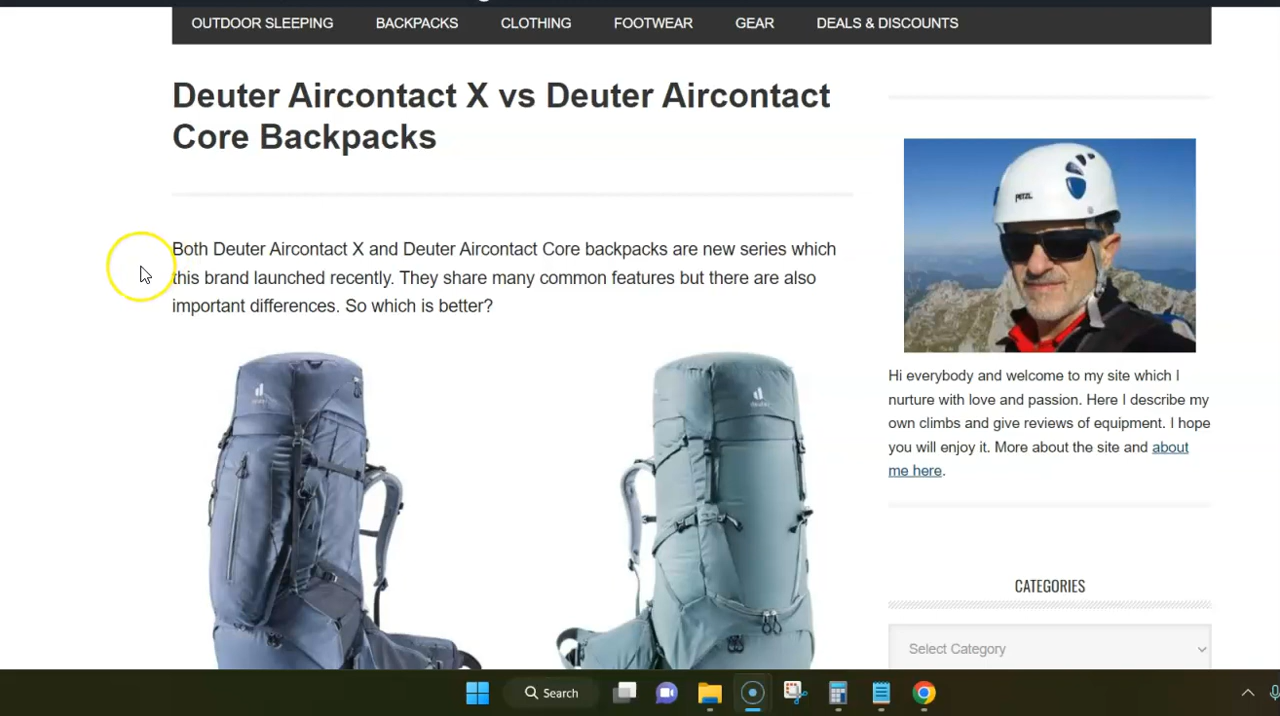 OUTDOOR SLEEPING BACKPACKS CLOTHING FOOTWEAR GEAR DEALS & DISCOUNTS
Deuter Aircontact X vs Deuter Aircontact
Core Backpacks
Both Deuter Aircontact X and Deuter Aircontact Core backpacks are new series which
this brand launched recently. They share many common features but there are also
important differences. So which is better?
deuter
deuter
PETZL
Hi everybody and welcome to my site which I
nurture with love and passion. Here I describe my
own climbs and give reviews of equipment. I hope
you will enjoy it. More about the site and about
me here.
CATEGORIES
Select Category
Search